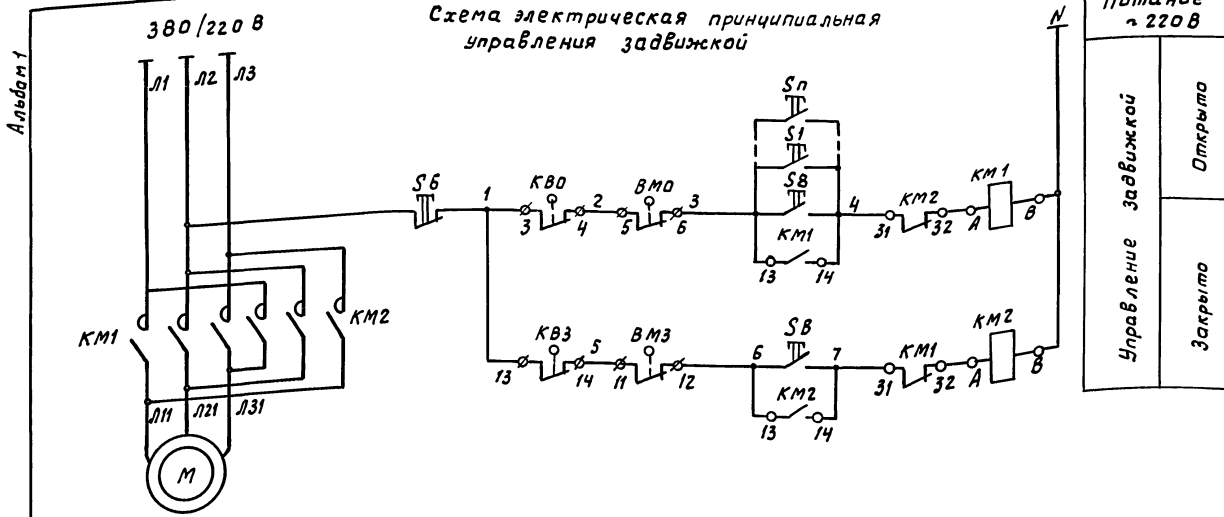 Альбом 1
380/220 В
Схема электрическая принципиальная
управления задвижкой
N
~ 220 В
Л1 Л2 Л3
Управление задвижкой
Открыто
Закрыто
Sп
S1
SВ
КМ1
13 14
SБ
1
КВО
3 4
2
ВМО
5 6
3
4
КМ2
31 32
КМ1
А В
КМ1
КМ2
КВЗ
13 14
5
ВМЗ
11 12
6
SВ
7
КМ2
13 14
КМ1
31 32
КМ2
А В
Л11 Л21 Л31
М